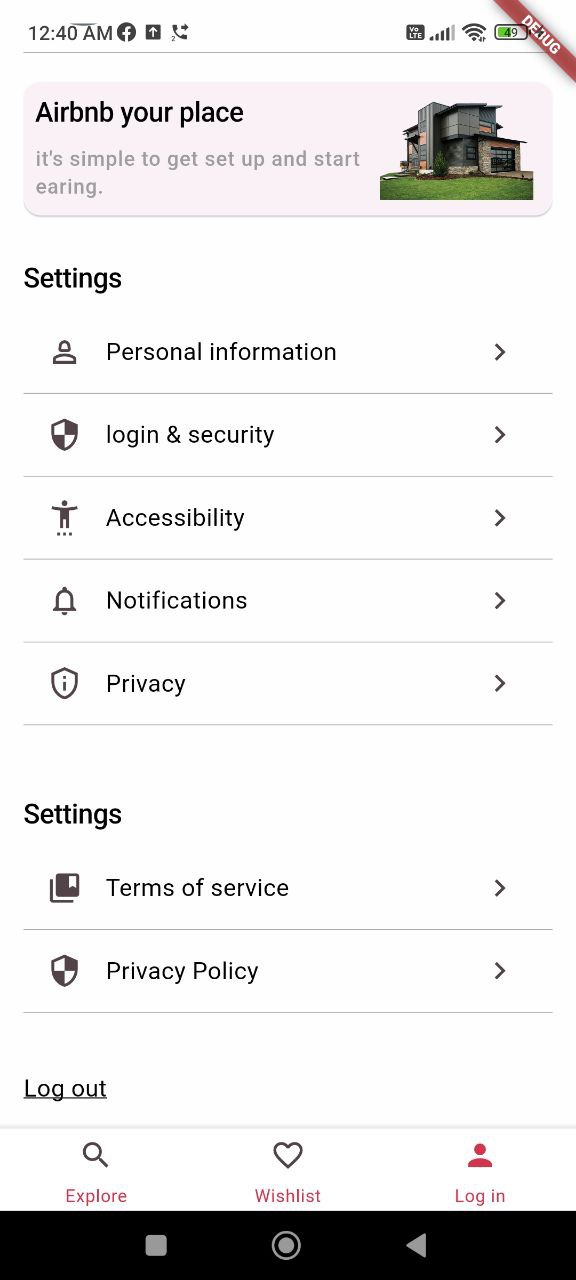 12:40 AM
Vo
LTE
49
DEBUG
Airbnb your place
it's simple to get set up and start
earing.
Settings
Personal information
login & security
Accessibility
Notifications
Privacy
Settings
Terms of service
Privacy Policy
Log out
Explore
Wishlist
Log in